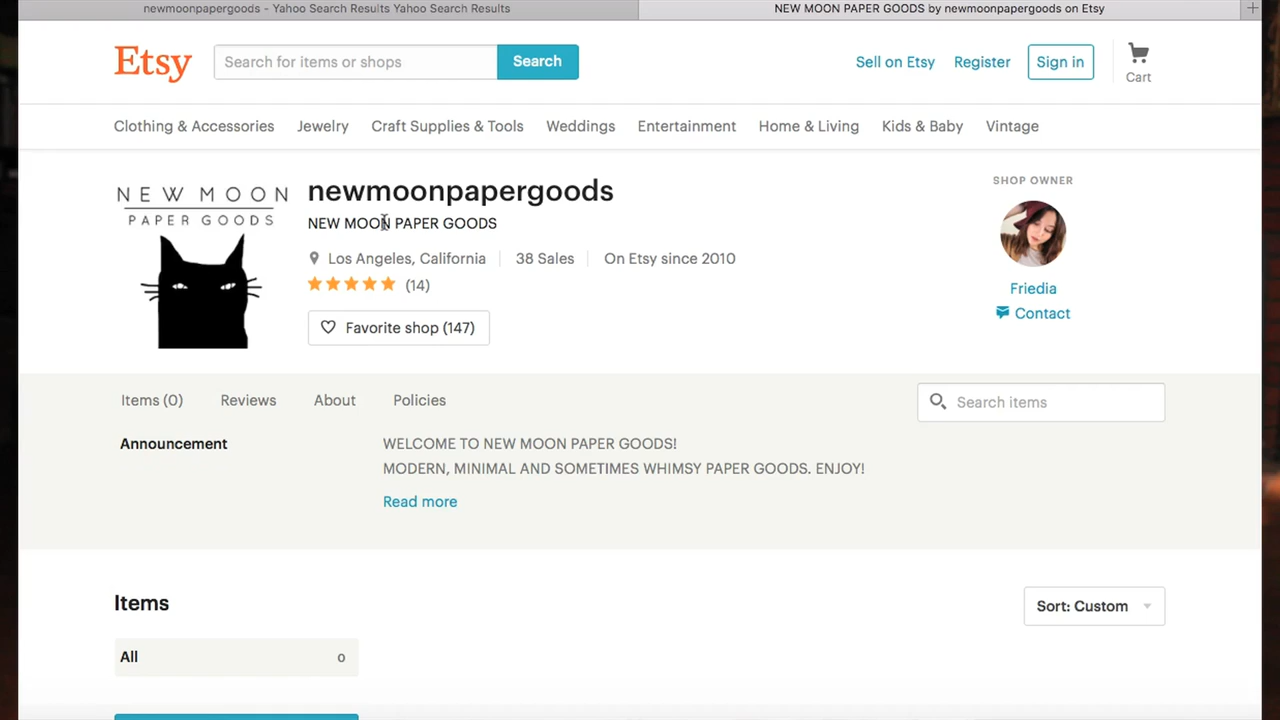 newmoonpapergoods - Yahoo Search Results Yahoo Search Results
NEW MOON PAPER GOODS by newmoonpapergoods on Etsy
Etsy
Search for items or shops
Search
Sell on Etsy
Register
Sign in
Cart
Clothing & Accessories
Jewelry
Craft Supplies & Tools
Weddings
Entertainment
Home & Living
Kids & Baby
Vintage
NEW MOON
PAPER GOODS
newmoonpapergoods
NEW MOON PAPER GOODS
Los Angeles, California
38 Sales
On Etsy since 2010
(14)
Favorite shop (147)
SHOP OWNER
Friedia
Contact
Items (0)
Reviews
About
Policies
Search items
Announcement
WELCOME TO NEW MOON PAPER GOODS!
MODERN, MINIMAL AND SOMETIMES WHIMSY PAPER GOODS. ENJOY!
Read more
Items
Sort: Custom
All
0